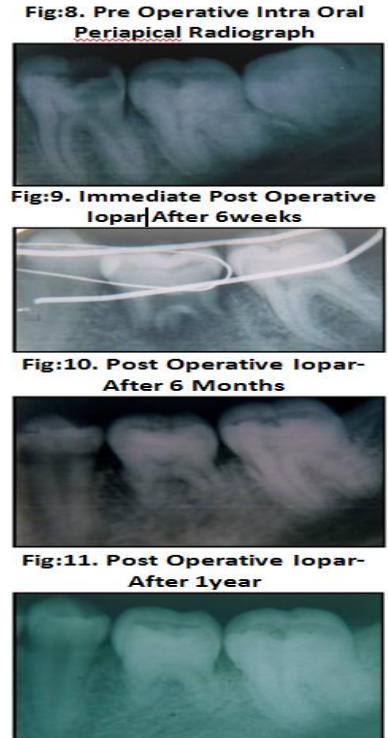 Fig:8. Pre Operative Intra Oral
Periapical Radiograph
Fig:9. Immediate Post Operative
Iopar After 6weeks
Fig:10. Post Operative Iopar-
After 6 Months
Fig:11. Post Operative Iopar-
After 1year